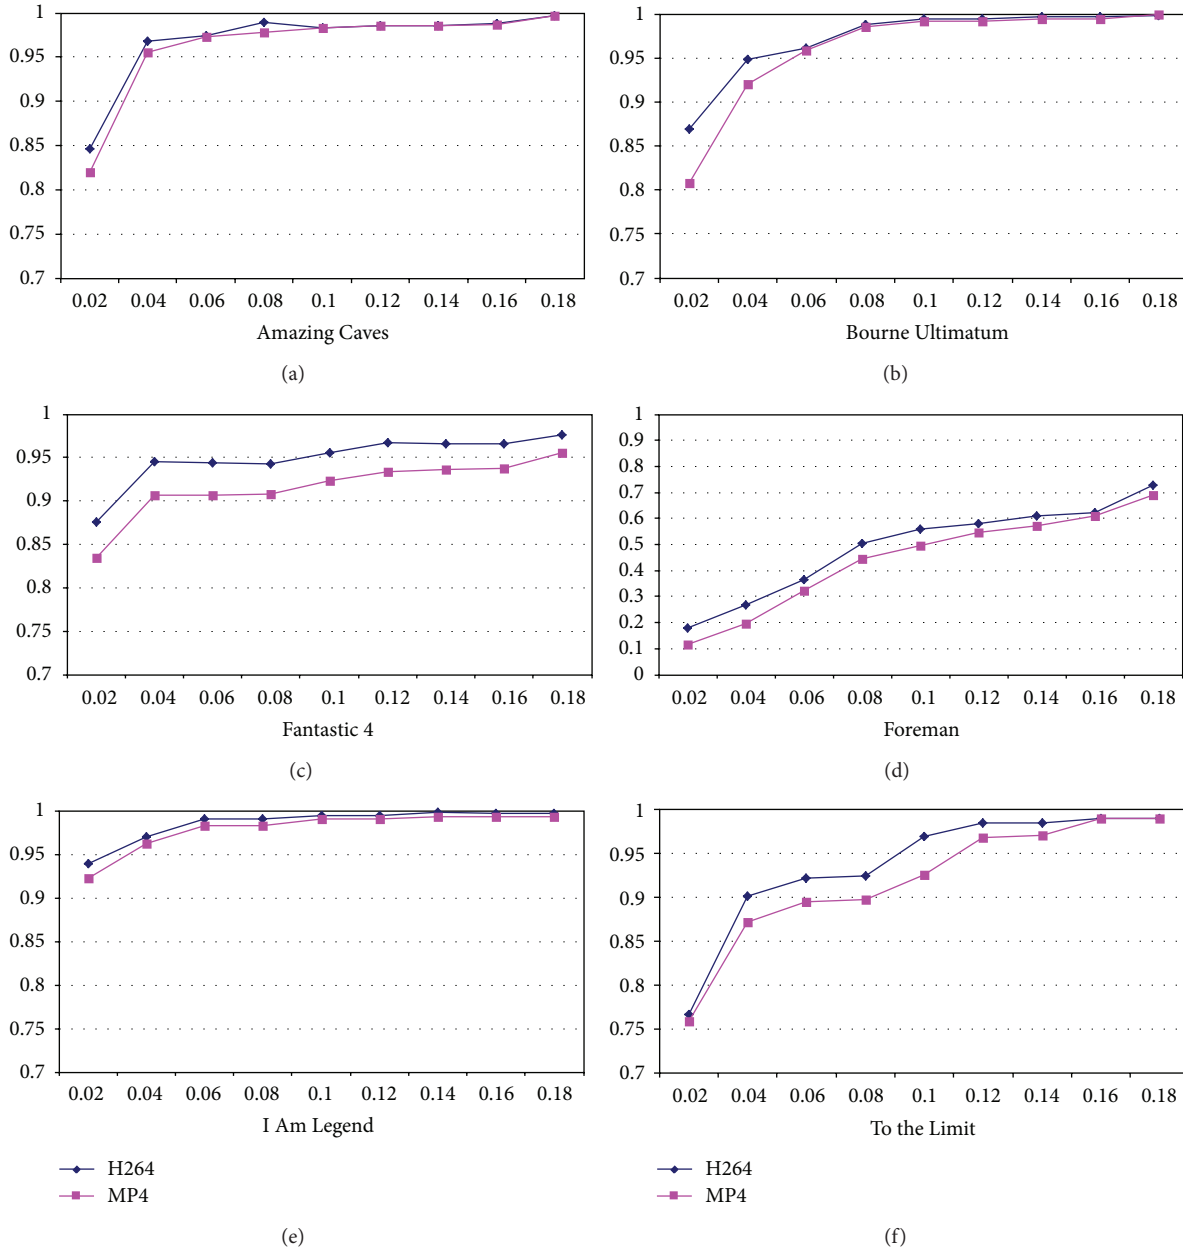 1
0.95
0.9
0.85
0.8
0.75
0.7
0.02 0.04 0.06 0.08 0.1 0.12 0.14 0.16 0.18
Amazing Caves
(a)
1
0.95
0.9
0.85
0.8
0.75
0.7
0.02 0.04 0.06 0.08 0.1 0.12 0.14 0.16 0.18
Bourne Ultimatum
(b)
1
0.95
0.9
0.85
0.8
0.75
0.7
0.02 0.04 0.06 0.08 0.1 0.12 0.14 0.16 0.18
Fantastic 4
(c)
1
0.9
0.8
0.7
0.6
0.5
0.4
0.3
0.2
0.1
0
0.02 0.04 0.06 0.08 0.1 0.12 0.14 0.16 0.18
Foreman
(d)
1
0.95
0.9
0.85
0.8
0.75
0.7
0.02 0.04 0.06 0.08 0.1 0.12 0.14 0.16 0.18
I Am Legend
H264
MP4
(e)
1
0.95
0.9
0.85
0.8
0.75
0.7
0.02 0.04 0.06 0.08 0.1 0.12 0.14 0.16 0.18
To the Limit
H264
MP4
(f)